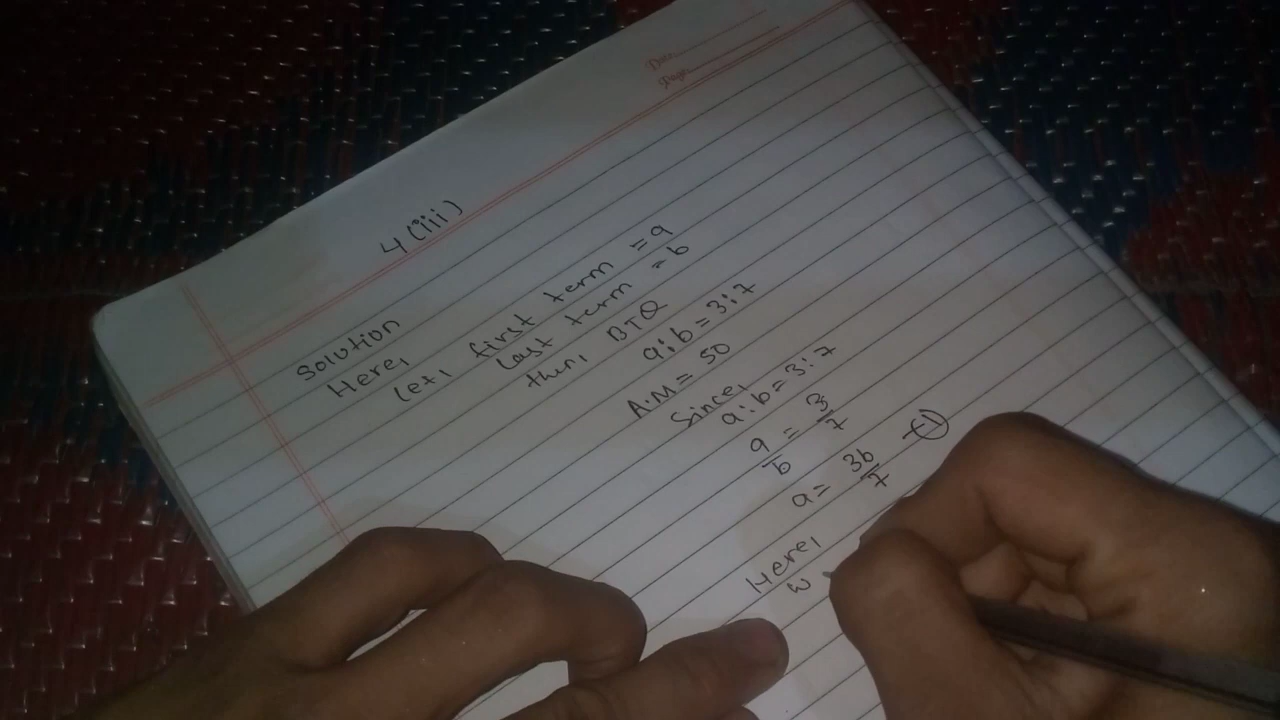 4(iii)
Solution
Here,
let, first term = a
last term = b
then, BTQ
a:b = 3:7
A.M = 50
Since,
a:b = 3:7
a/b = 3/7
a = 3b/7 -(1)
Here,
w